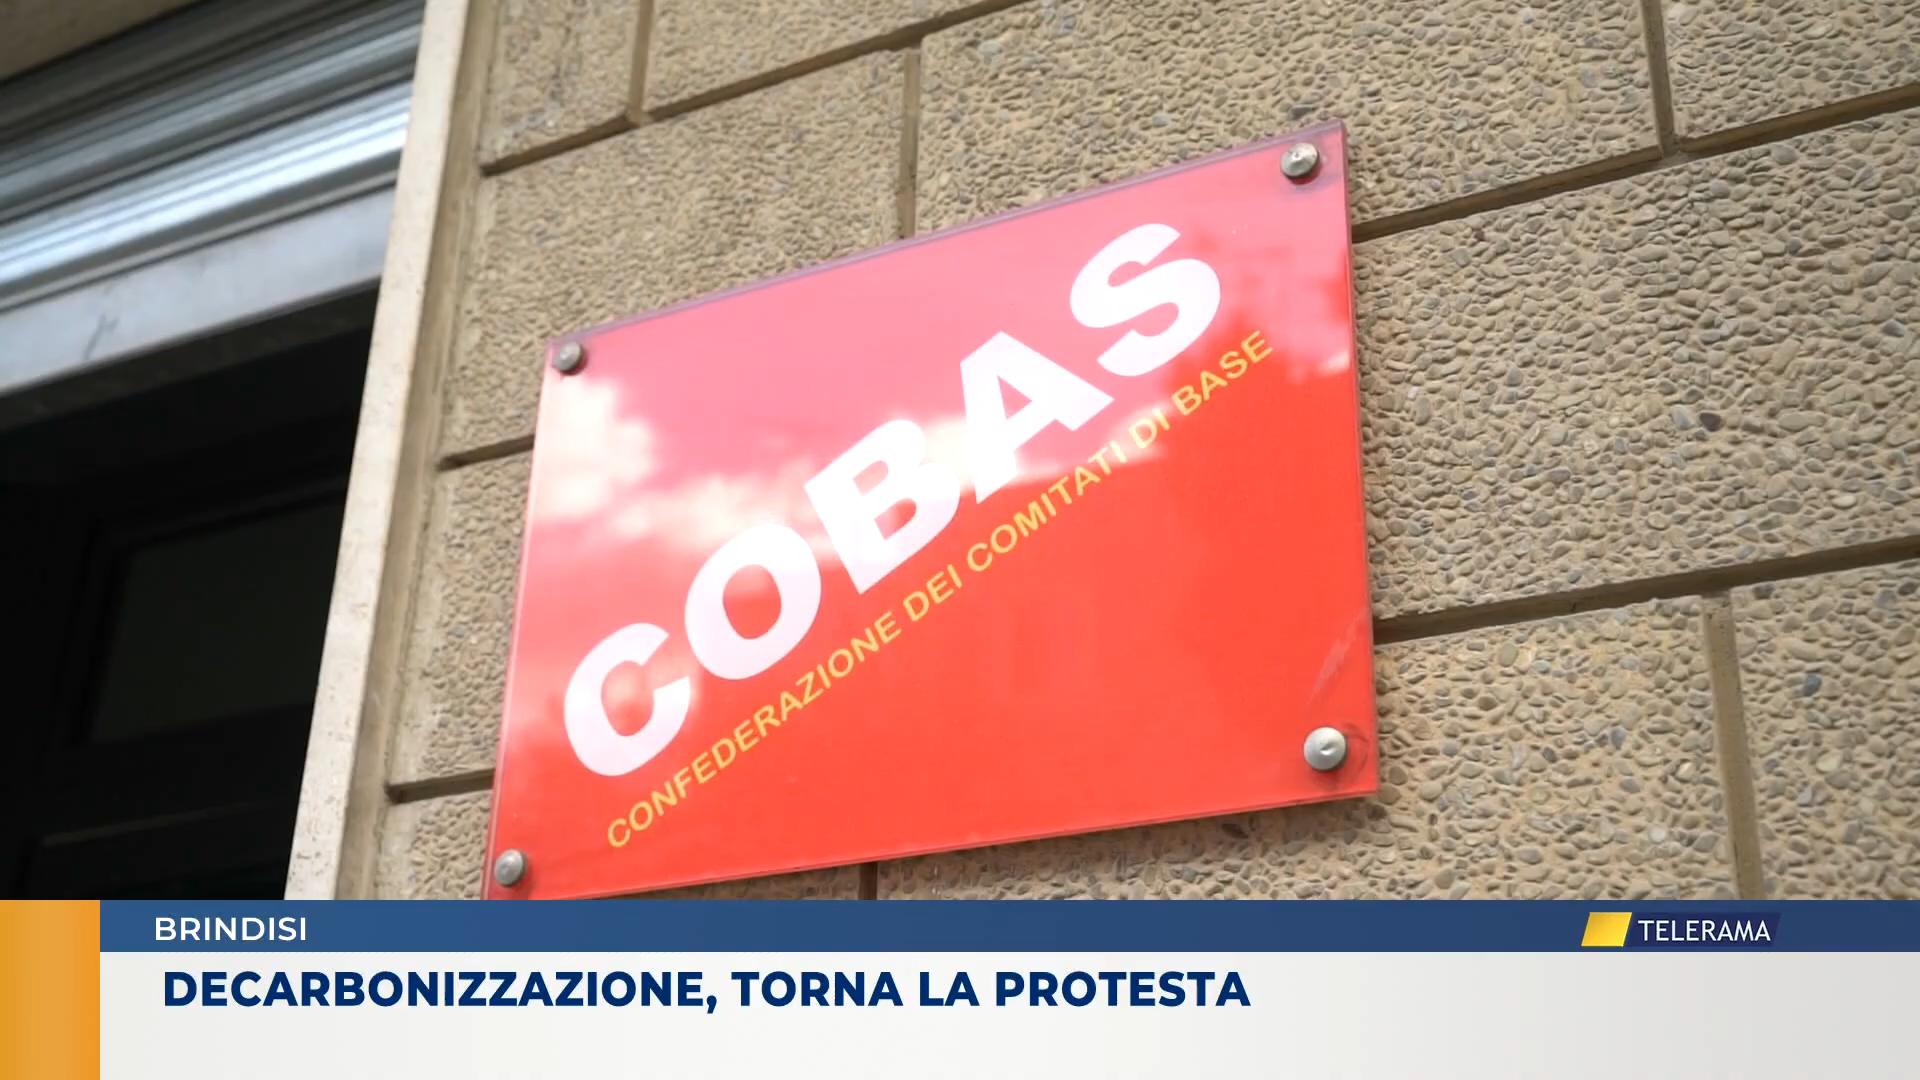 COBAS
CONFEDERAZIONE DEI COMITATI DI BASE
BRINDISI
TELERAMA
DECARBONIZZAZIONE, TORNA LA PROTESTA